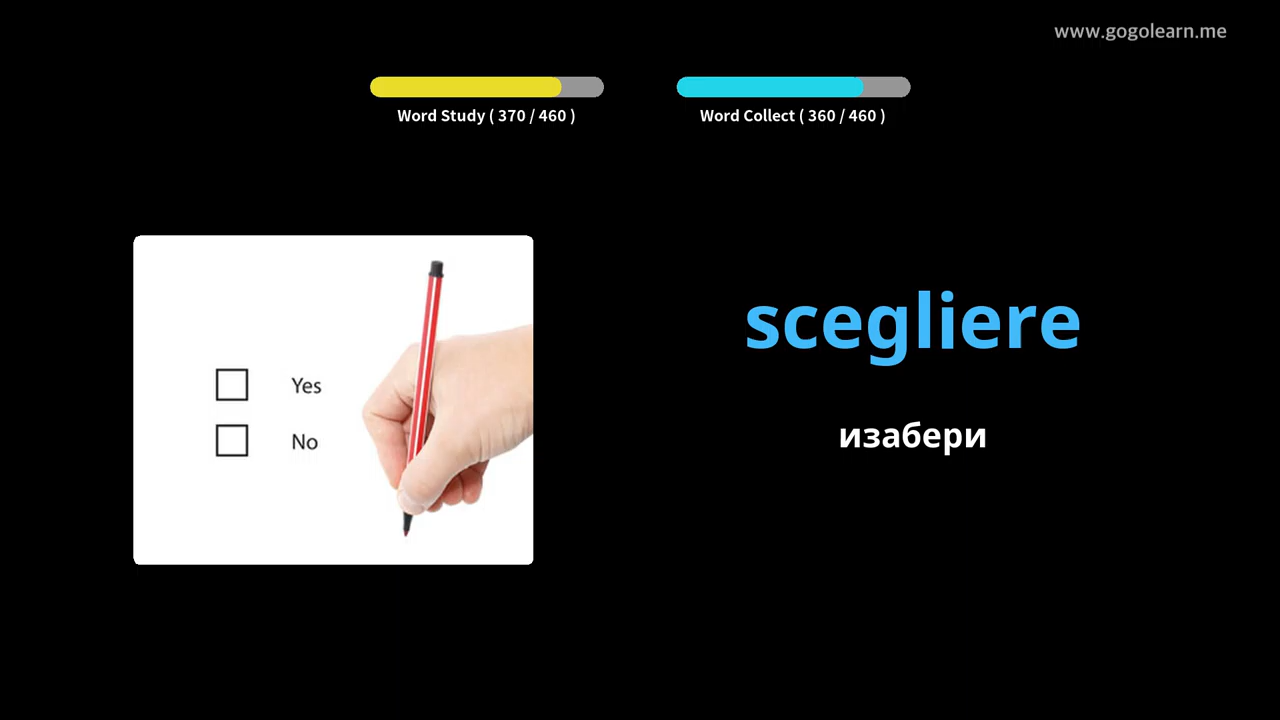 www.gogolearn.me
Word Study ( 370 / 460 )
Word Collect ( 360 / 460 )
Yes
No
scegliere
изабери